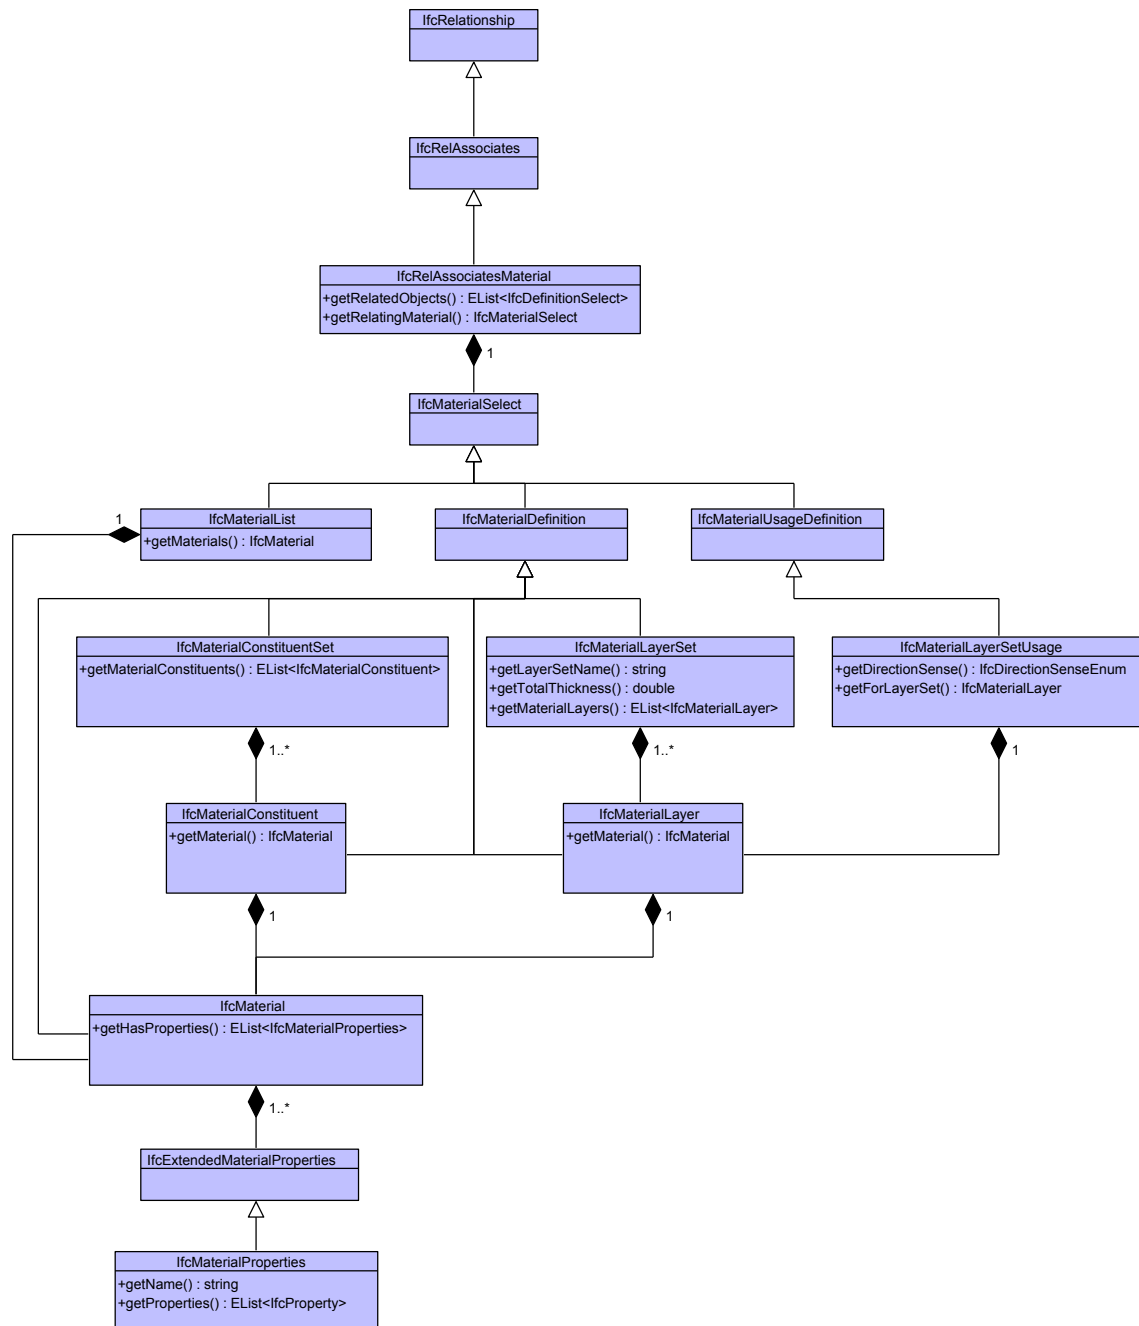 IfcRelationship
IfcRelAssociates
IfcRelAssociatesMaterial
+getRelatedObjects() : EList<IfcDefinitionSelect>
+getRelatingMaterial() : IfcMaterialSelect
1
IfcMaterialSelect
1
IfcMaterialList
+getMaterials() : IfcMaterial
IfcMaterialDefinition
IfcMaterialUsageDefinition
IfcMaterialConstituentSet
+getMaterialConstituents() : EList<IfcMaterialConstituent>
IfcMaterialLayerSet
+getLayerSetName() : string
+getTotalThickness() : double
+getMaterialLayers() : EList<IfcMaterialLayer>
IfcMaterialLayerSetUsage
+getDirectionSense() : IfcDirectionSenseEnum
+getForLayerSet() : IfcMaterialLayer
1..*
1..*
1
IfcMaterialConstituent
+getMaterial() : IfcMaterial
IfcMaterialLayer
+getMaterial() : IfcMaterial
1
1
IfcMaterial
+getHasProperties() : EList<IfcMaterialProperties>
1..*
IfcExtendedMaterialProperties
IfcMaterialProperties
+getName() : string
+getProperties() : EList<IfcProperty>